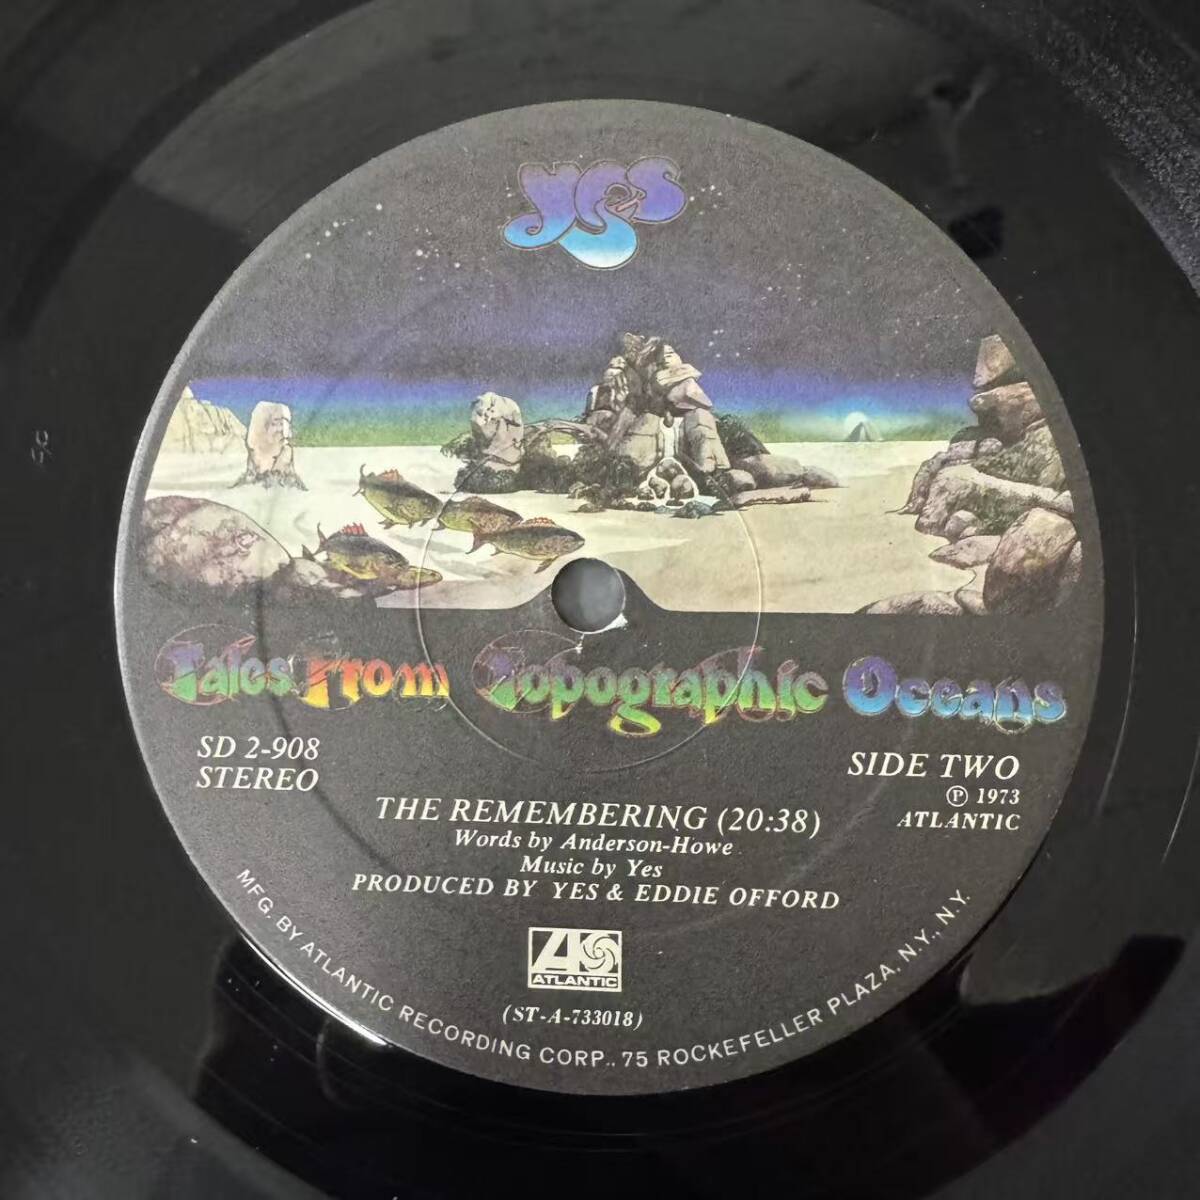 yes
Tales From Topographic Oceans
SD 2-908
STEREO
SIDE TWO
Ⓟ 1973
ATLANTIC
THE REMEMBERING (20:38)
Words by Anderson-Howe
Music by Yes
PRODUCED BY YES & EDDIE OFFORD
ATLANTIC
(ST-A-733018)
MFG. BY ATLANTIC RECORDING CORP., 75 ROCKEFELLER PLAZA, N.Y., N.Y.